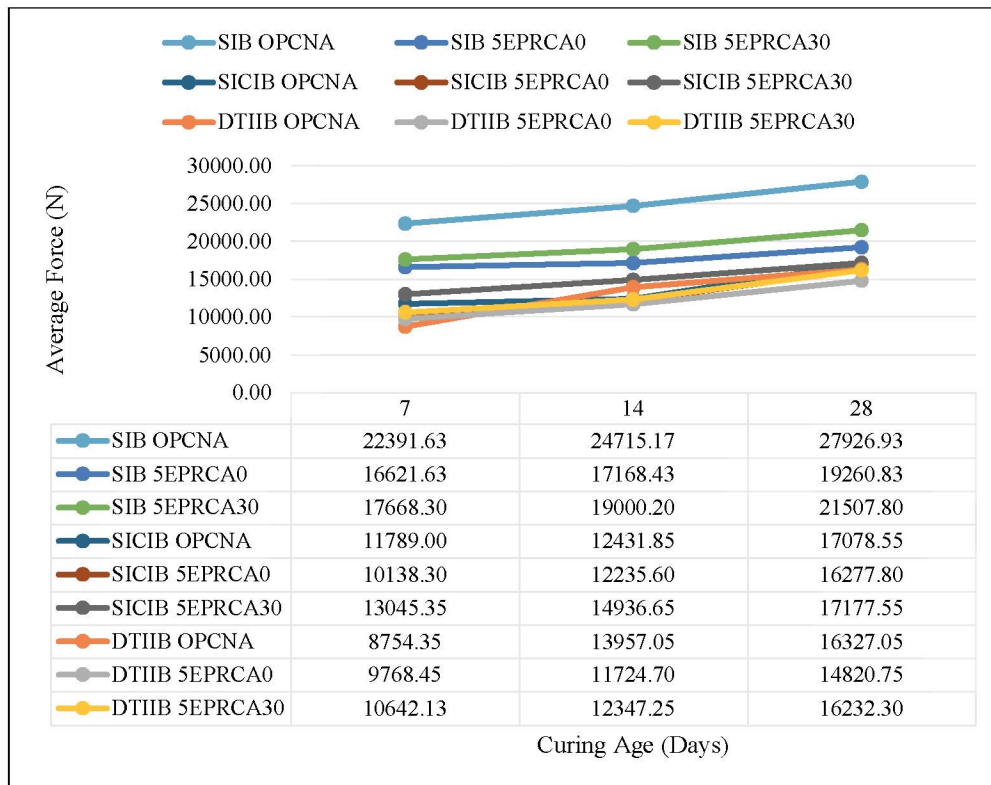 SIB OPCNA SIB 5EPRCA0 SIB 5EPRCA30
SICIB OPCNA SICIB 5EPRCA0 SICIB 5EPRCA30
DTIIB OPCNA DTIIB 5EPRCA0 DTIIB 5EPRCA30
Average Force (N)
30000.00
25000.00
20000.00
15000.00
10000.00
5000.00
0.00
7 14 28
SIB OPCNA 22391.63 24715.17 27926.93
SIB 5EPRCA0 16621.63 17168.43 19260.83
SIB 5EPRCA30 17668.30 19000.20 21507.80
SICIB OPCNA 11789.00 12431.85 17078.55
SICIB 5EPRCA0 10138.30 12235.60 16277.80
SICIB 5EPRCA30 13045.35 14936.65 17177.55
DTIIB OPCNA 8754.35 13957.05 16327.05
DTIIB 5EPRCA0 9768.45 11724.70 14820.75
DTIIB 5EPRCA30 10642.13 12347.25 16232.30
Curing Age (Days)